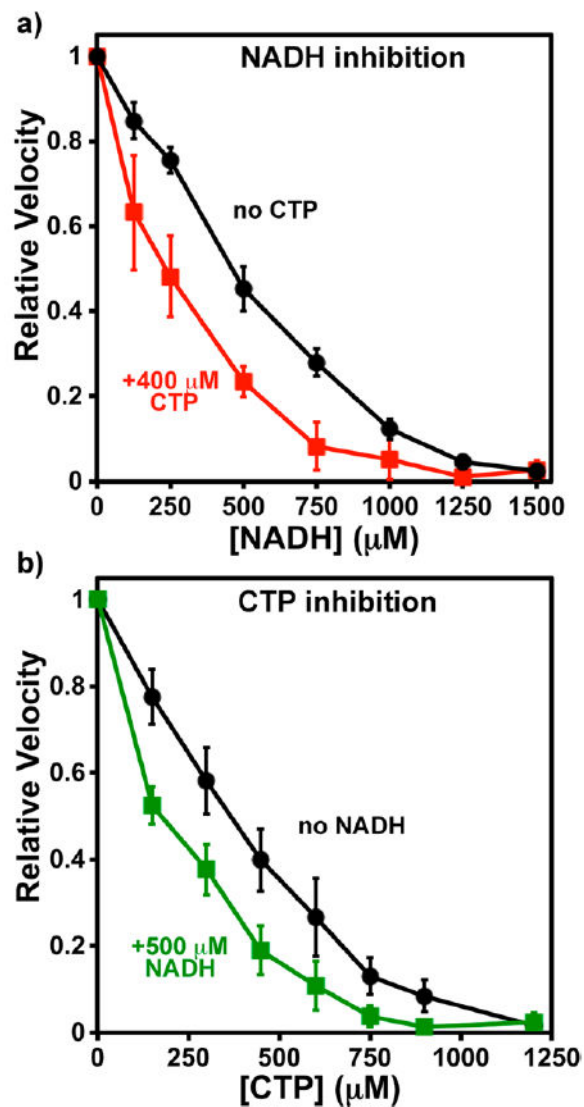 a)
NADH inhibition
1
0.8
0.6
0.4
0.2
0
Relative Velocity
no CTP
+400 μM
CTP
0 250 500 750 1000 1250 1500
[NADH] (μM)
b)
CTP inhibition
1
0.8
0.6
0.4
0.2
0
Relative Velocity
no NADH
+500 μM
NADH
0 250 500 750 1000 1250
[CTP] (μM)